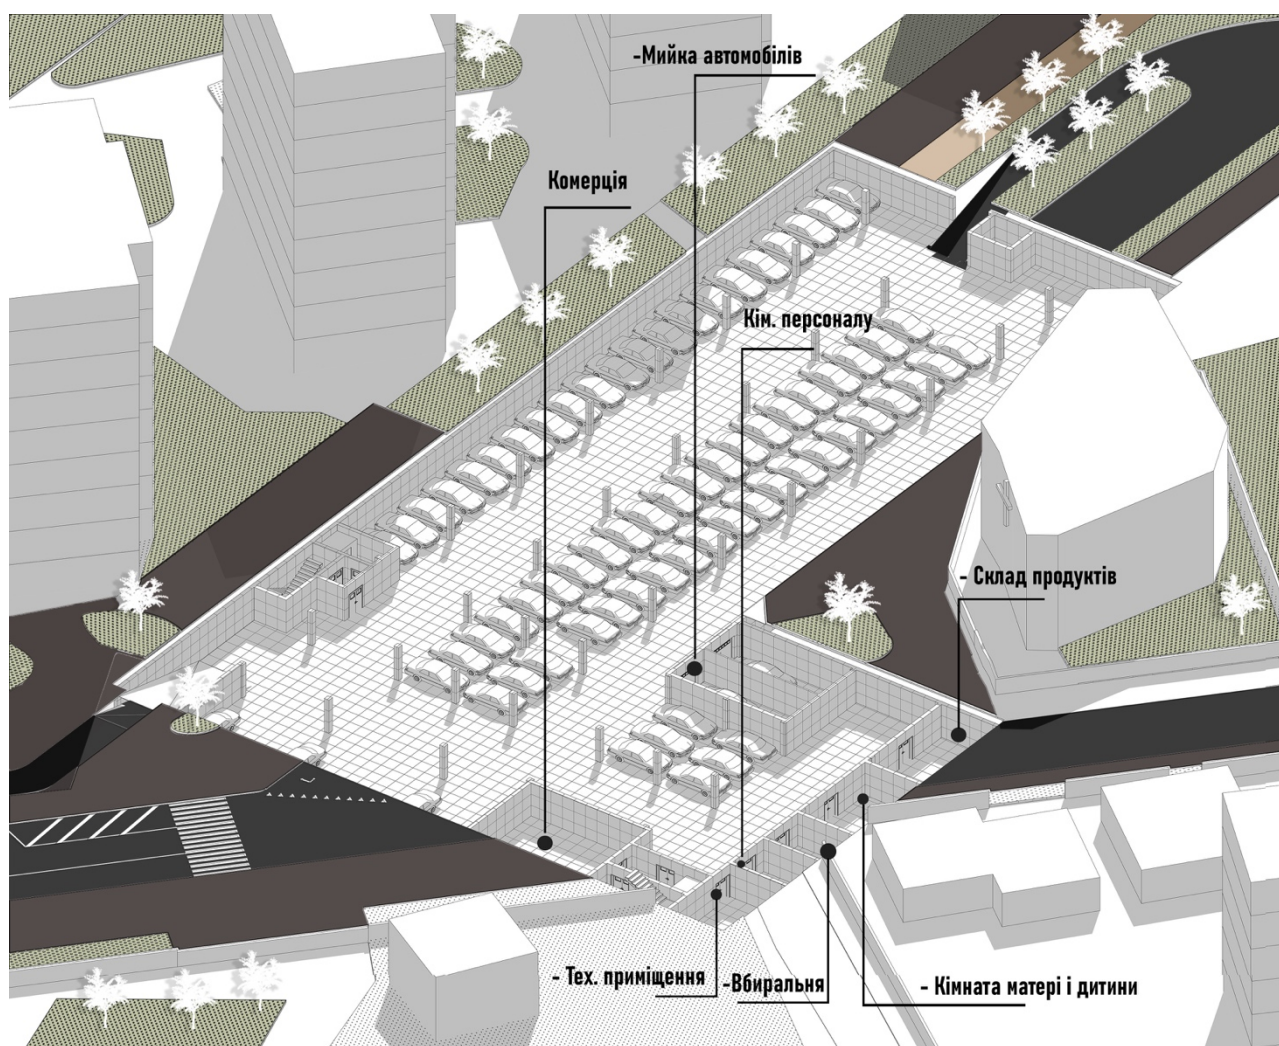 -Мийка автомобілів
Комерція
Кім. персоналу
- Склад продуктів
- Тех. приміщення
-Вбиральня
- Кімната матері і дитини